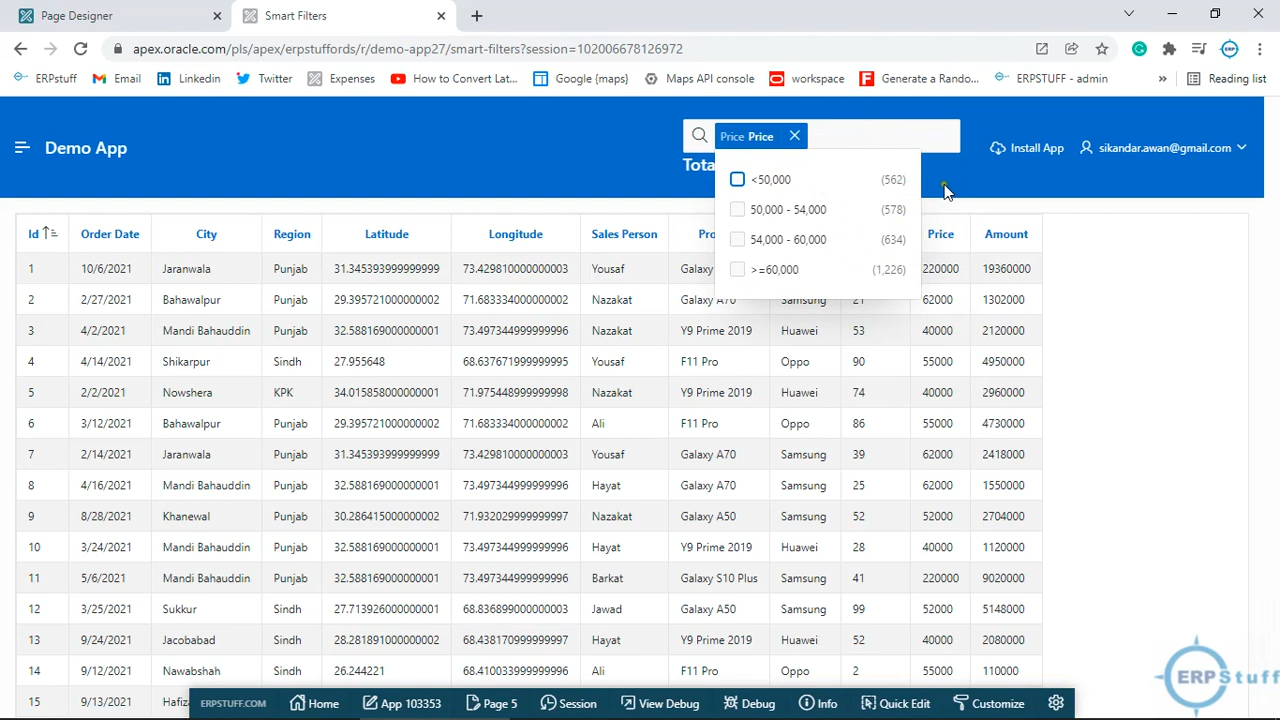 Page Designer
Smart Filters
apex.oracle.com/pls/apex/erpstuffords/r/demo-app27/smart-filters?session=102006678126972
ERPstuff Email Linkedin Twitter Expenses How to Convert Lat... Google (maps) Maps API console workspace Generate a Rando... ERPSTUFF - admin » Reading list
Demo App
Price Price
Install App sikandar.awan@gmail.com
<50,000 (562)
50,000 - 54,000 (578)
54,000 - 60,000 (634)
>=60,000 (1,226)
Id Order Date City Region Latitude Longitude Sales Person Price Amount
1 10/6/2021 Jaranwala Punjab 31.345393999999999 73.429810000000003 Yousaf Galaxy 220000 19360000
2 2/27/2021 Bahawalpur Punjab 29.395721000000002 71.683334000000002 Nazakat Galaxy A70 Samsung 21 62000 1302000
3 4/2/2021 Mandi Bahauddin Punjab 32.588169000000001 73.497344999999996 Nazakat Y9 Prime 2019 Huawei 53 40000 2120000
4 4/14/2021 Shikarpur Sindh 27.955648 68.637671999999995 Yousaf F11 Pro Oppo 90 55000 4950000
5 2/2/2021 Nowshera KPK 34.015858000000001 71.975448999999998 Nazakat Y9 Prime 2019 Huawei 74 40000 2960000
6 3/12/2021 Bahawalpur Punjab 29.395721000000002 71.683334000000002 Ali F11 Pro Oppo 86 55000 4730000
7 2/14/2021 Jaranwala Punjab 31.345393999999999 73.429810000000003 Yousaf Galaxy A70 Samsung 39 62000 2418000
8 4/16/2021 Mandi Bahauddin Punjab 32.588169000000001 73.497344999999996 Hayat Galaxy A70 Samsung 25 62000 1550000
9 8/28/2021 Khanewal Punjab 30.286415000000002 71.932029999999997 Nazakat Galaxy A50 Samsung 52 52000 2704000
10 3/24/2021 Mandi Bahauddin Punjab 32.588169000000001 73.497344999999996 Hayat Y9 Prime 2019 Huawei 28 40000 1120000
11 5/6/2021 Mandi Bahauddin Punjab 32.588169000000001 73.497344999999996 Barkat Galaxy S10 Plus Samsung 41 220000 9020000
12 3/25/2021 Sukkur Sindh 27.713926000000001 68.836899000000003 Jawad Galaxy A50 Samsung 99 52000 5148000
13 9/24/2021 Jacobabad Sindh 28.281891000000002 68.438170999999998 Hayat Y9 Prime 2019 Huawei 52 40000 2080000
14 9/12/2021 Nawabshah Sindh 26.244221 68.410033999999996 Ali F11 Pro Oppo 2 55000 110000
15 9/13/2021
ERPSTUFF.COM Home App 103353 Page 5 Session View Debug Debug Info Quick Edit Customize
ERPStuff